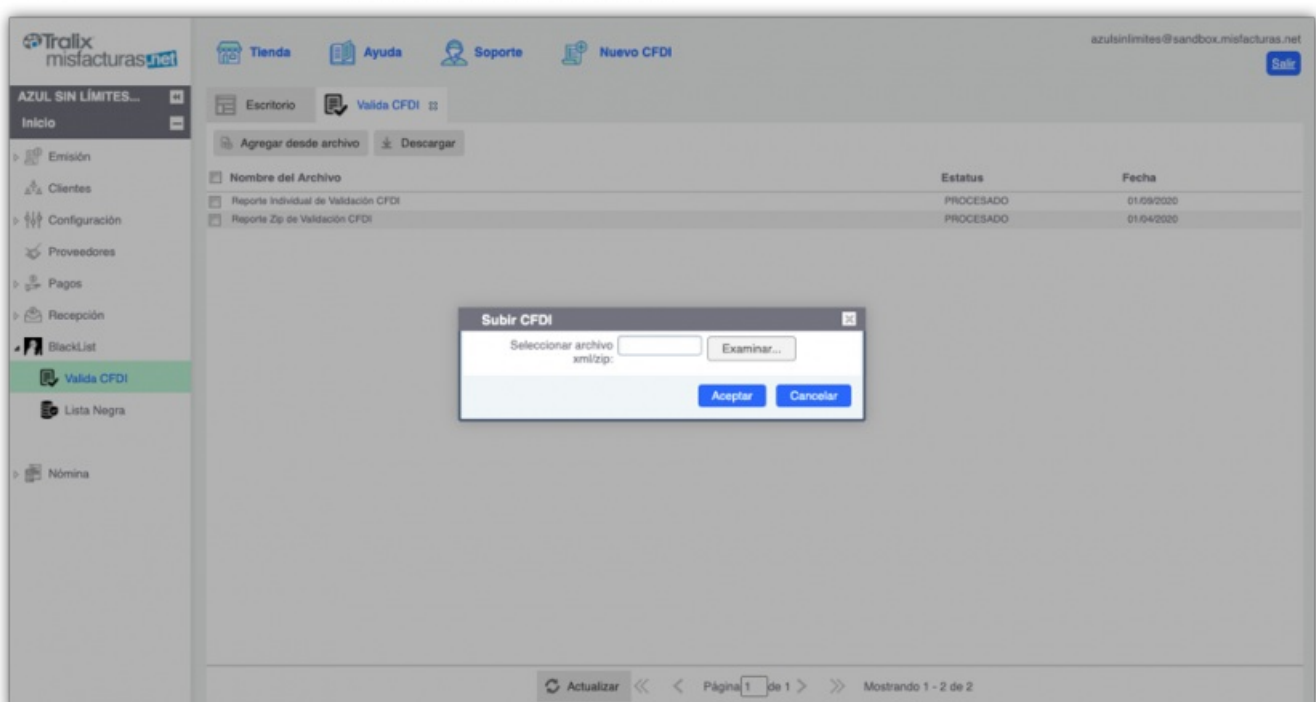 Tralix
misfacturas.net
Tienda
Ayuda
Soporte
Nuevo CFDI
azulsinlimites@sandbox.misfacturas.net
Salir
AZUL SIN LÍMITES...
Inicio
Emisión
Clientes
Configuración
Proveedores
Pagos
Recepción
BlackList
Valida CFDI
Lista Negra
Nómina
Escritorio
Valida CFDI
Agregar desde archivo
Descargar
Nombre del Archivo Estatus Fecha
Reporte Individual de Validación CFDI PROCESADO 01/09/2020
Reporte Zip de Validación CFDI PROCESADO 01/04/2020
Subir CFDI
Seleccionar archivo
xml/zip:
Examinar...
Aceptar
Cancelar
Actualizar
Página 1 de 1
Mostrando 1 - 2 de 2